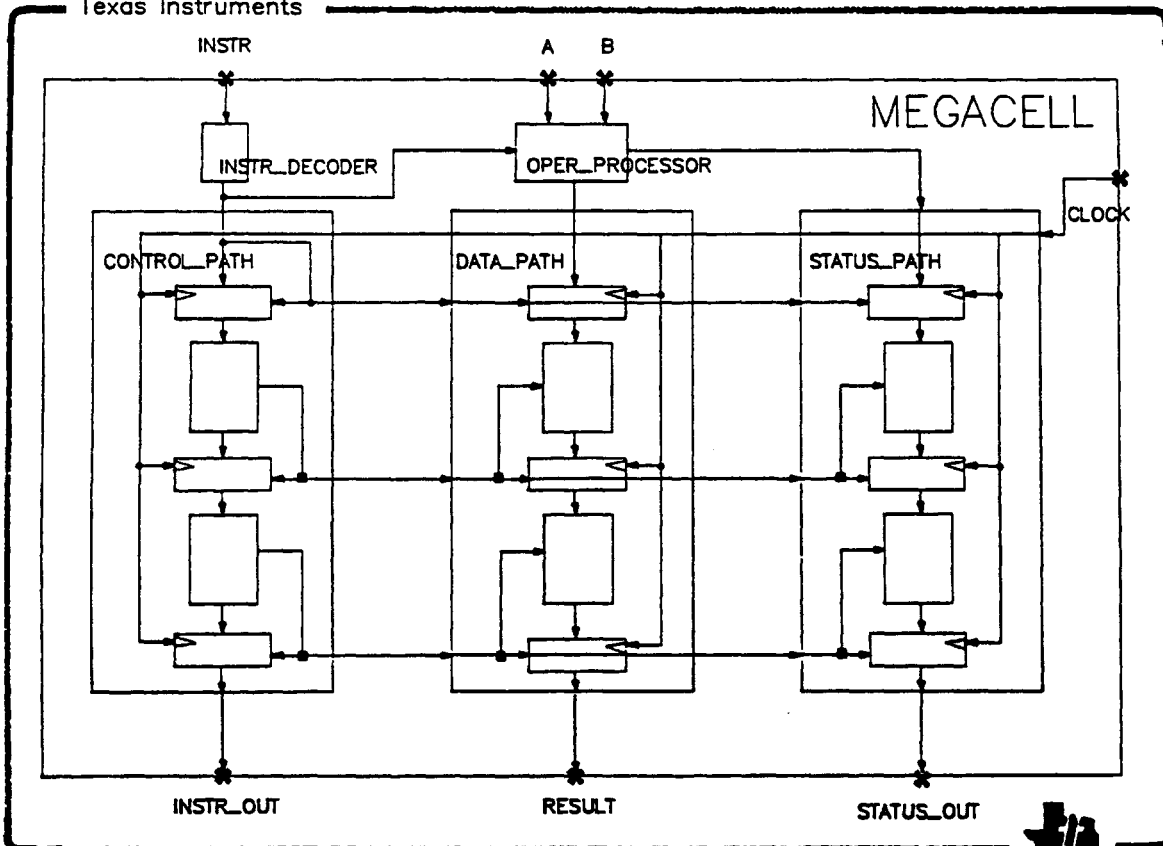 Texas Instruments
INSTR
A
B
MEGACELL
INSTR_DECODER
OPER_PROCESSOR
CLOCK
CONTROL_PATH
DATA_PATH
STATUS_PATH
INSTR_OUT
RESULT
STATUS_OUT